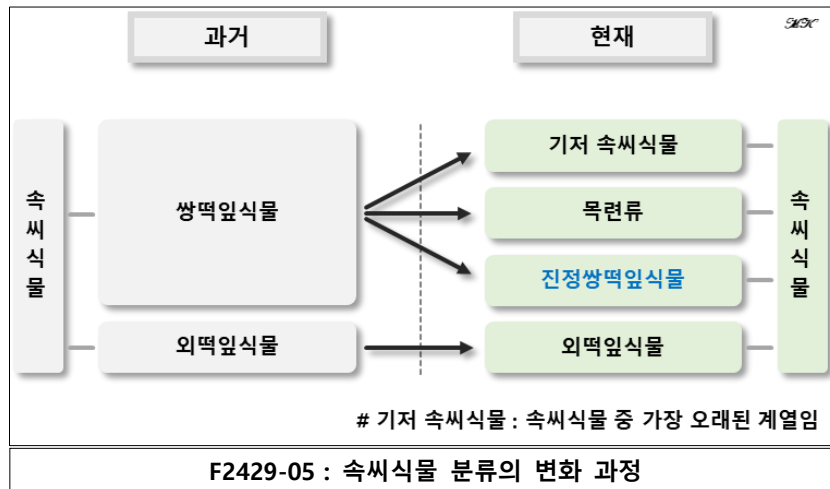 과거
현재
속씨식물
쌍떡잎식물
외떡잎식물
기저 속씨식물
목련류
진정쌍떡잎식물
외떡잎식물
속씨식물
# 기저 속씨식물 : 속씨식물 중 가장 오래된 계열임
F2429-05 : 속씨식물 분류의 변화 과정